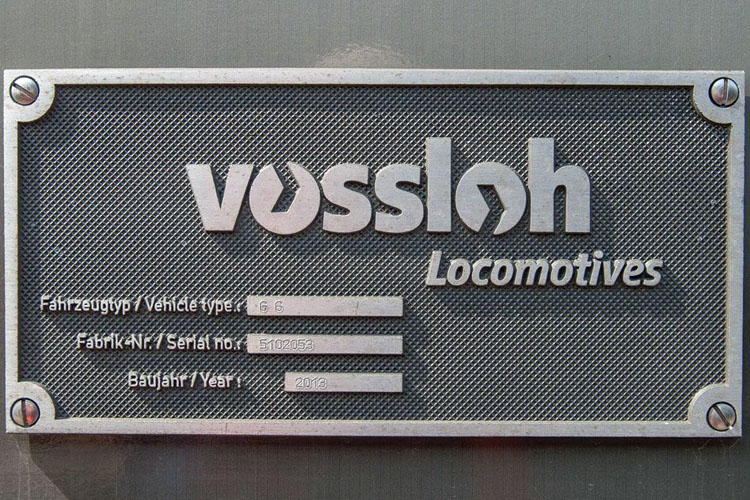 vossloh
Locomotives
Fahrzeugtyp / Vehicle type.: G 6
Fabrik-Nr. / Serial no.: 5102053
Baujahr / Year : 2013